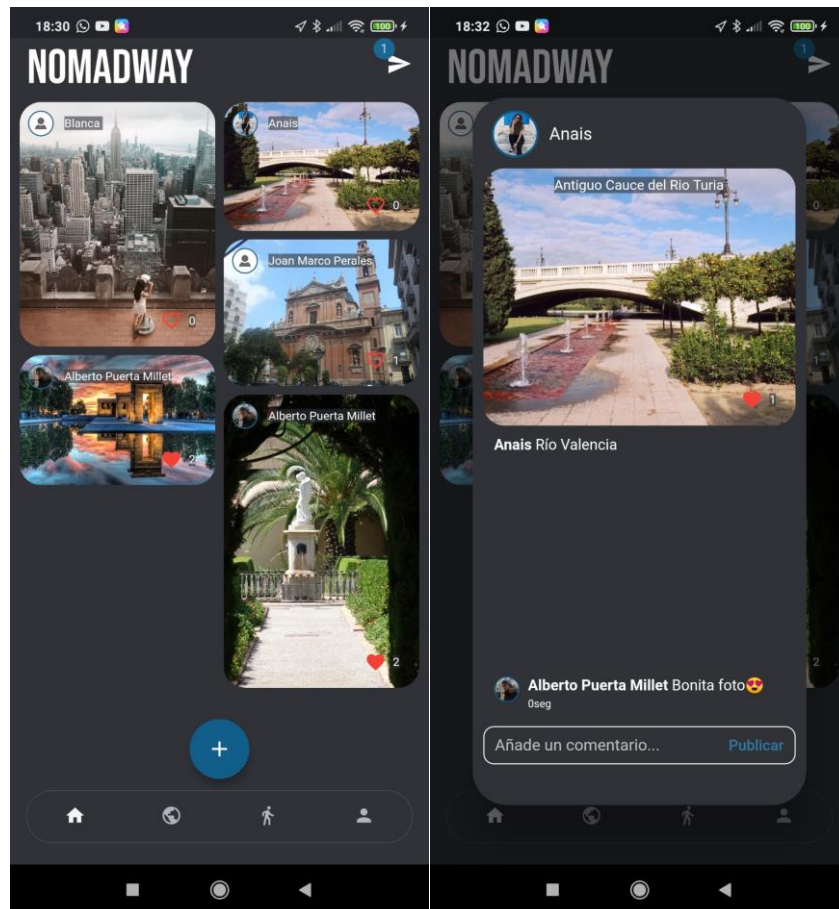 18:30
100
NOMADWAY
1
Blanca
0
Anais
0
Joan Marco Perales
1
Alberto Puerta Millet
2
Alberto Puerta Millet
2
+
18:32
100
NOMADWAY
1
Anais
Antiguo Cauce del Rio Turia
1
Anais Río Valencia
Alberto Puerta Millet Bonita foto😍
0seg
Añade un comentario... Publicar
0
2